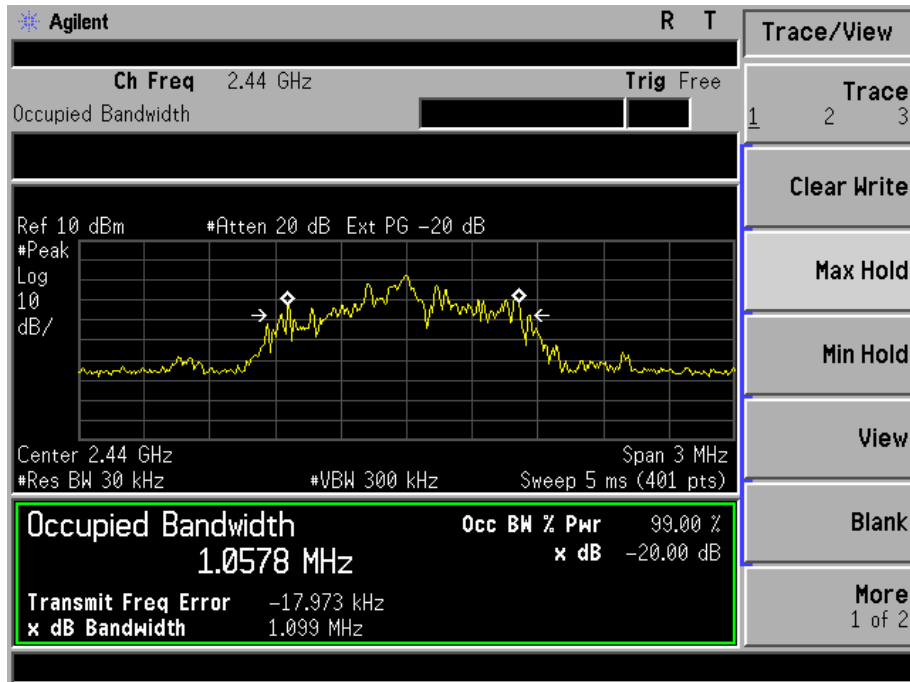 Agilent
R T
Ch Freq 2.44 GHz
Trig Free
Occupied Bandwidth
Ref 10 dBm #Atten 20 dB Ext PG -20 dB
#Peak
Log
10
dB/
Center 2.44 GHz
Span 3 MHz
#Res BW 30 kHz #VBW 300 kHz Sweep 5 ms (401 pts)
Occupied Bandwidth
1.0578 MHz
Occ BW % Pwr 99.00 %
x dB -20.00 dB
Transmit Freq Error -17.973 kHz
x dB Bandwidth 1.099 MHz
Trace/View
Trace
1 2 3
Clear Write
Max Hold
Min Hold
View
Blank
More
1 of 2